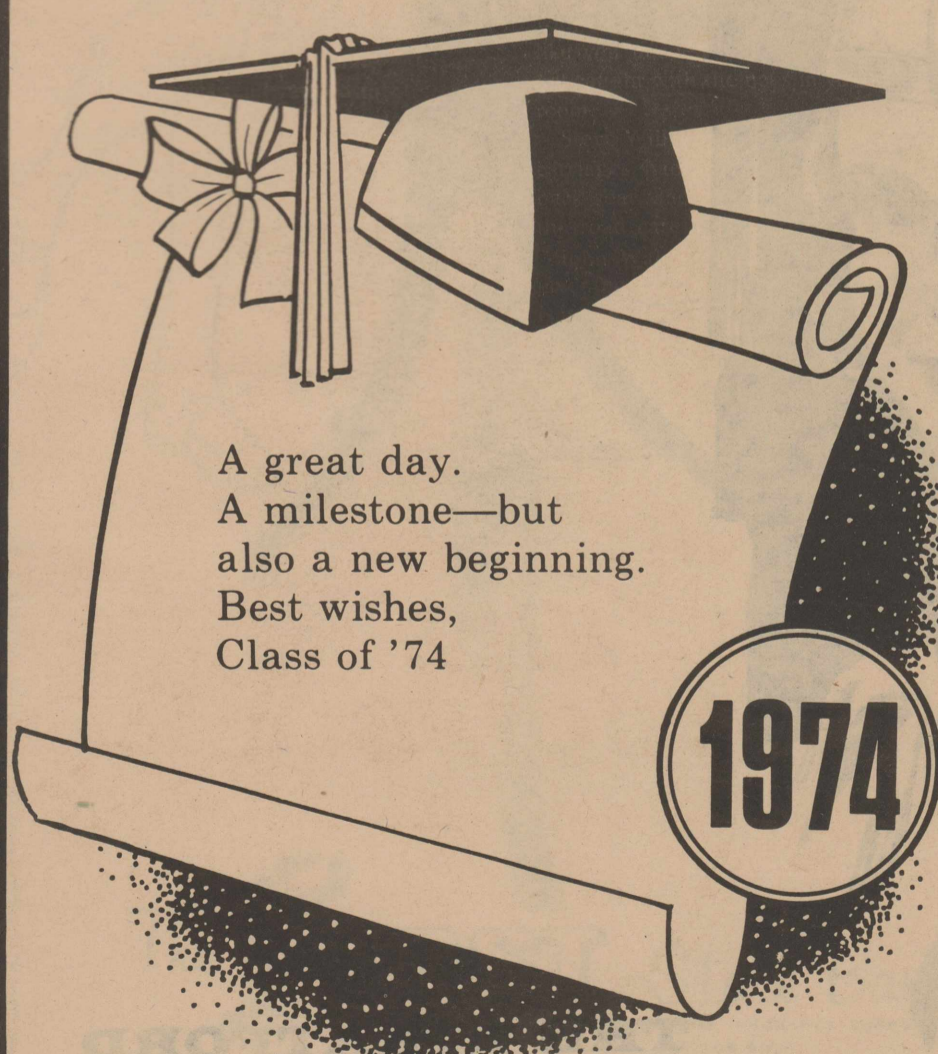 A great day.
A milestone—but
also a new beginning.
Best wishes,
Class of ’74
1974